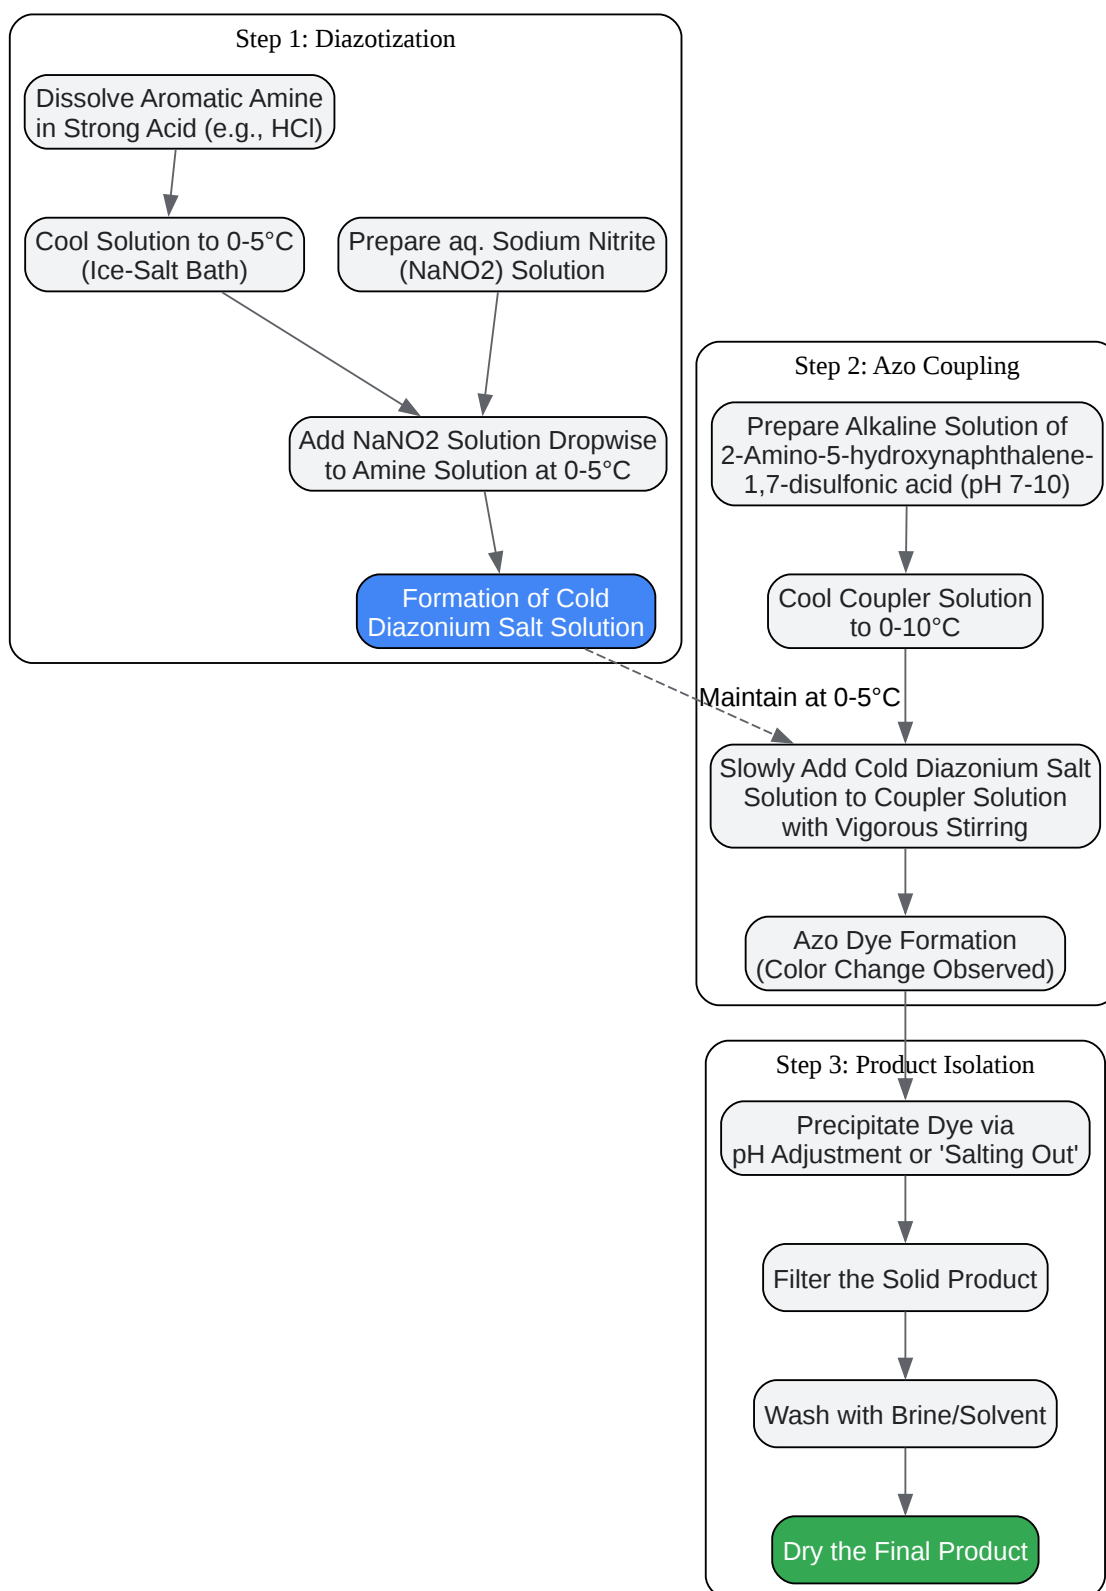 Step 1: Diazotization
Dissolve Aromatic Amine
in Strong Acid (e.g., HCl)
Cool Solution to 0-5°C
(Ice-Salt Bath)
Prepare aq. Sodium Nitrite
(NaNO2) Solution
Add NaNO2 Solution Dropwise
to Amine Solution at 0-5°C
Formation of Cold
Diazonium Salt Solution
Step 2: Azo Coupling
Prepare Alkaline Solution of
2-Amino-5-hydroxynaphthalene-
1,7-disulfonic acid (pH 7-10)
Cool Coupler Solution
to 0-10°C
Maintain at 0-5°C
Slowly Add Cold Diazonium Salt
Solution to Coupler Solution
with Vigorous Stirring
Azo Dye Formation
(Color Change Observed)
Step 3: Product Isolation
Precipitate Dye via
pH Adjustment or 'Salting Out'
Filter the Solid Product
Wash with Brine/Solvent
Dry the Final Product